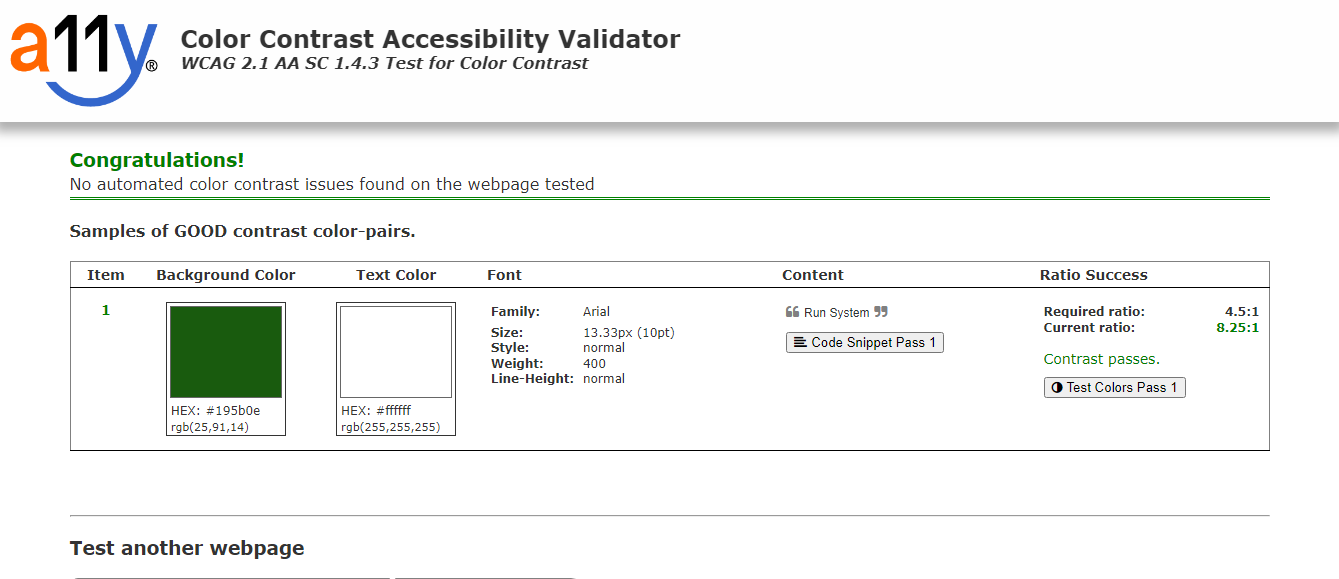 a11y®
Color Contrast Accessibility Validator
WCAG 2.1 AA SC 1.4.3 Test for Color Contrast
Congratulations!
No automated color contrast issues found on the webpage tested
Samples of GOOD contrast color-pairs.
Item Background Color Text Color Font Content Ratio Success
1
HEX: #195b0e
rgb(25,91,14)
HEX: #ffffff
rgb(255,255,255)
Family: Arial
Size: 13.33px (10pt)
Style: normal
Weight: 400
Line-Height: normal
❝ Run System ❞
Code Snippet Pass 1
Required ratio: 4.5:1
Current ratio: 8.25:1
Contrast passes.
Test Colors Pass 1
Test another webpage